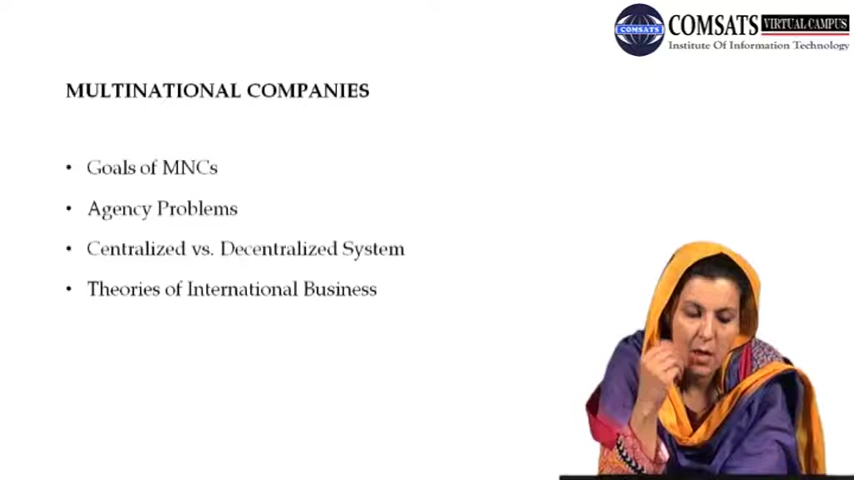 COMSATS
COMSATS VIRTUAL CAMPUS
Institute Of Information Technology
MULTINATIONAL COMPANIES
• Goals of MNCs
• Agency Problems
• Centralized vs. Decentralized System
• Theories of International Business